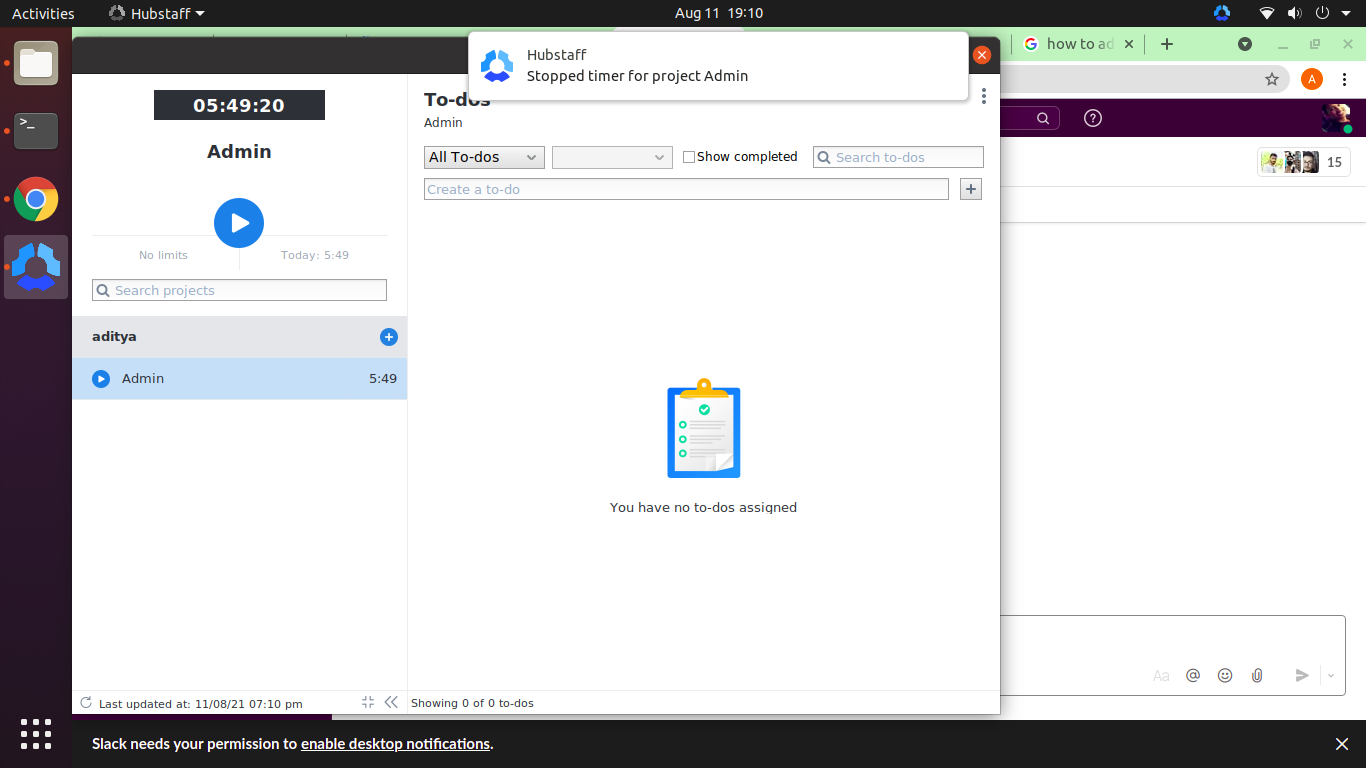 Activities
Hubstaff
Aug 11 19:10
how to ad
A
Hubstaff
Stopped timer for project Admin
05:49:20
Admin
No limits
Today: 5:49
Search projects
aditya
Admin
5:49
Last updated at: 11/08/21 07:10 pm
To-dos
Admin
All To-dos
Show completed
Search to-dos
Create a to-do
You have no to-dos assigned
Showing 0 of 0 to-dos
15
Aa
Slack needs your permission to enable desktop notifications.